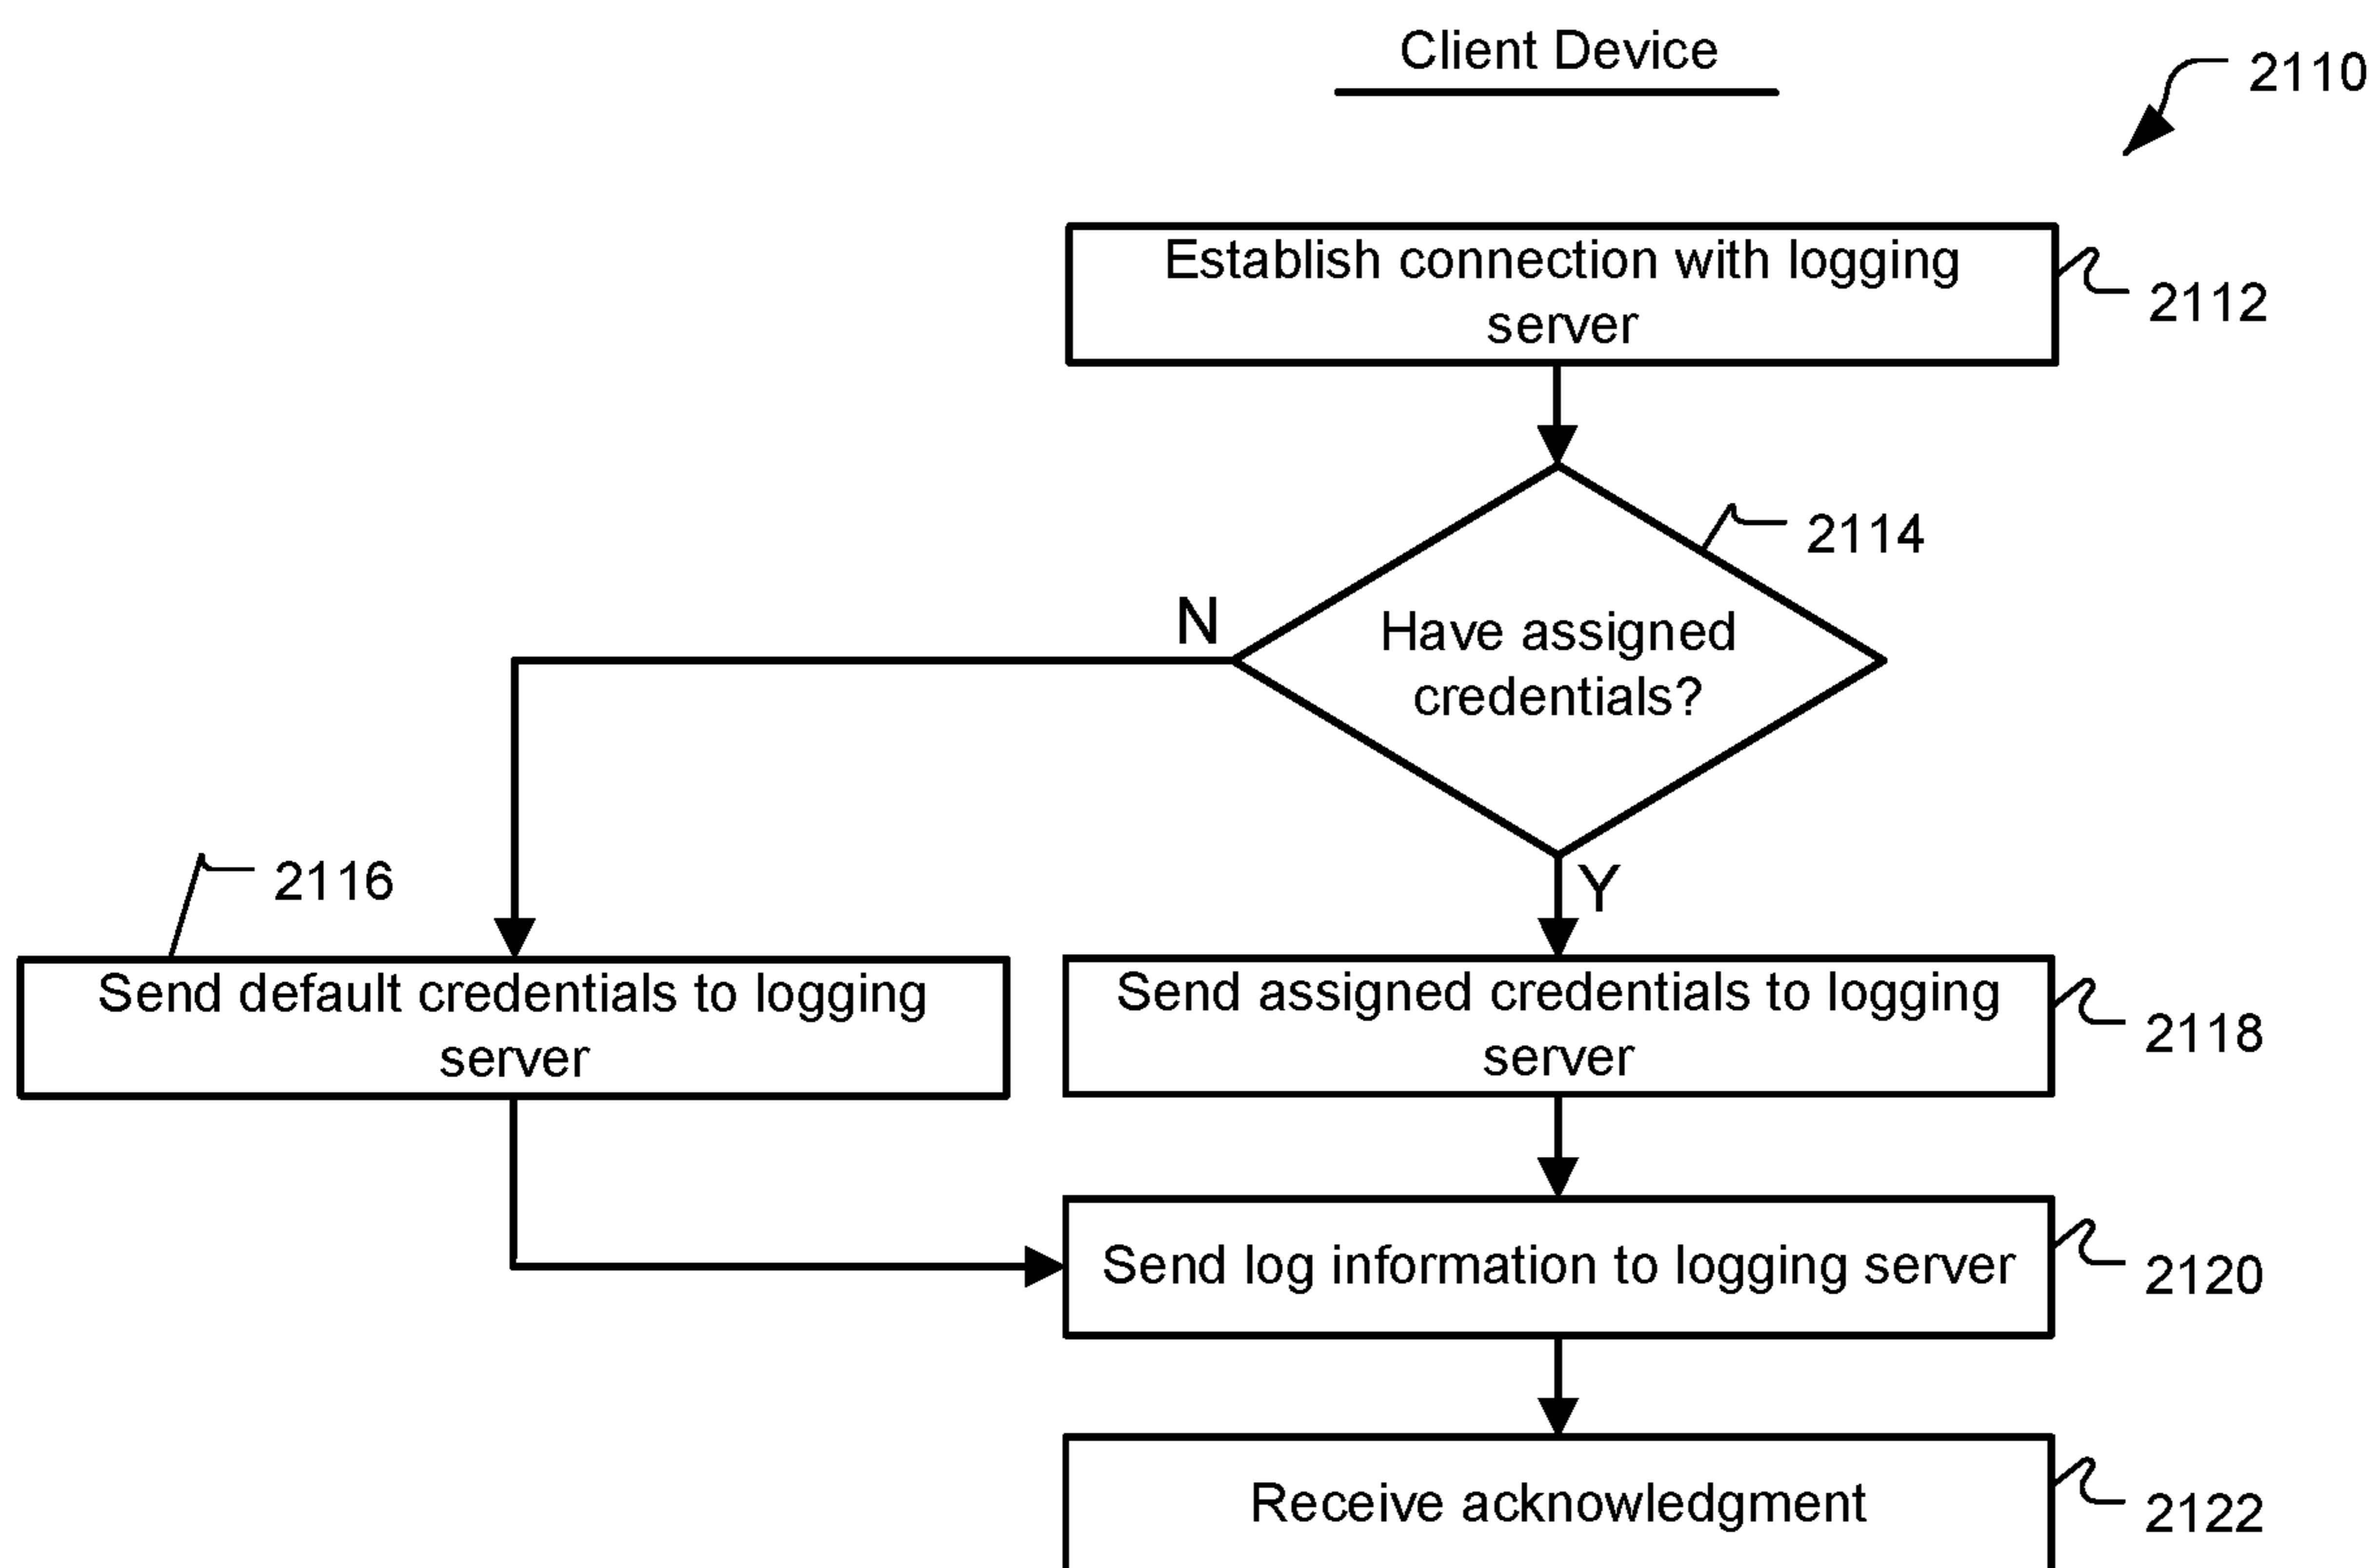 Client Device
2110
Establish connection with logging
server
2112
2114
Have assigned
credentials?
N
Y
2116
Send default credentials to logging
server
Send assigned credentials to logging
server
2118
Send log information to logging server
2120
Receive acknowledgment
2122